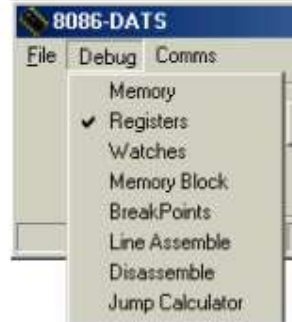 8086-DATS
File Debug Comms
Memory
Registers
Watches
Memory Block
BreakPoints
Line Assemble
Disassemble
Jump Calculator